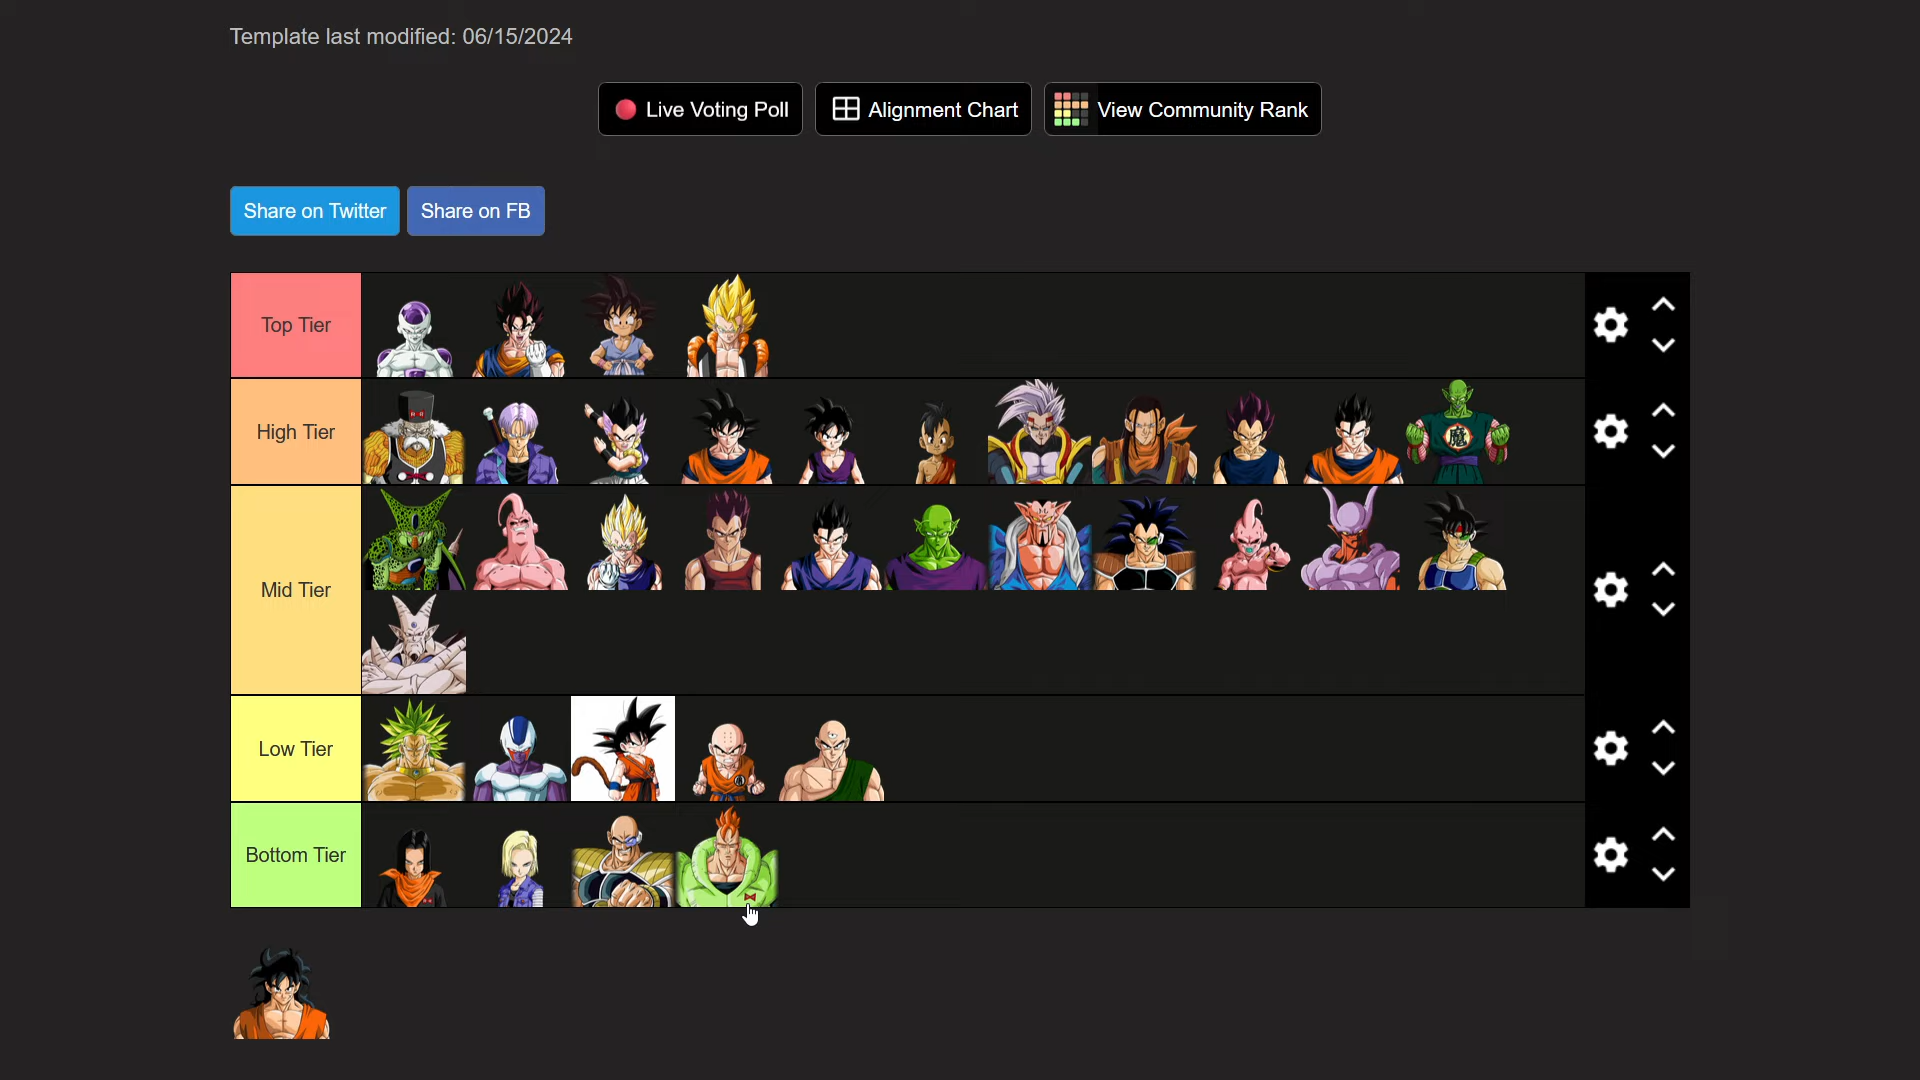 Template last modified: 06/15/2024
Live Voting Poll
Alignment Chart
View Community Rank
Share on Twitter
Share on FB
Top Tier
High Tier
魔
Mid Tier
Low Tier
Bottom Tier